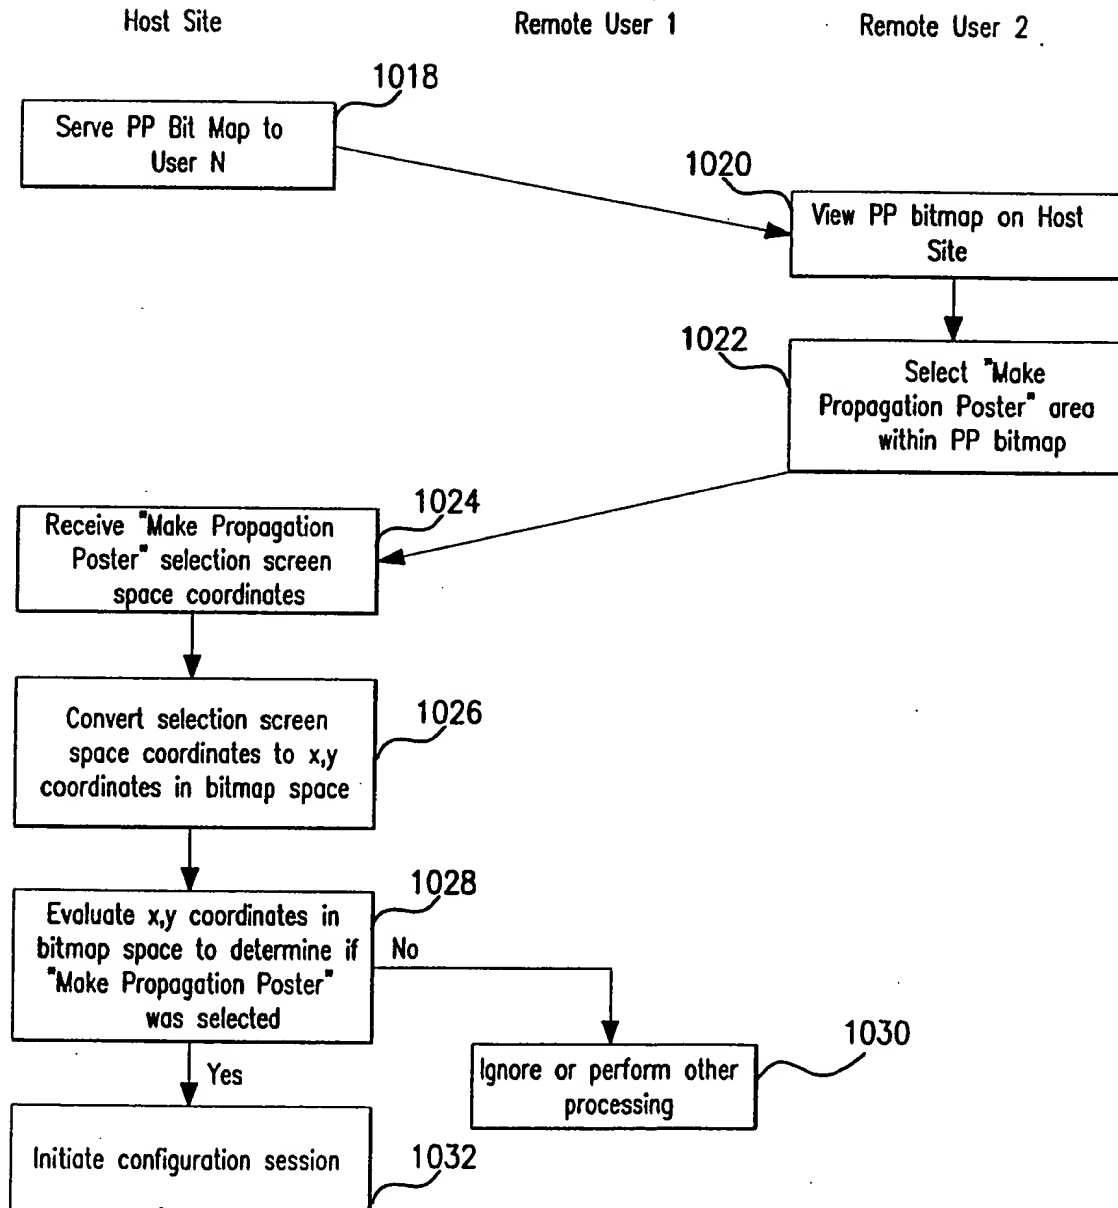 Host Site
Remote User 1
Remote User 2
1018
Serve PP Bit Map to
User N
1020
View PP bitmap on Host
Site
1022
Select "Make
Propagation Poster" area
within PP bitmap
1024
Receive "Make Propagation
Poster" selection screen
space coordinates
1026
Convert selection screen
space coordinates to x,y
coordinates in bitmap space
1028
Evaluate x,y coordinates in
bitmap space to determine if
"Make Propagation Poster"
was selected
No
Yes
1030
Ignore or perform other
processing
1032
Initiate configuration session